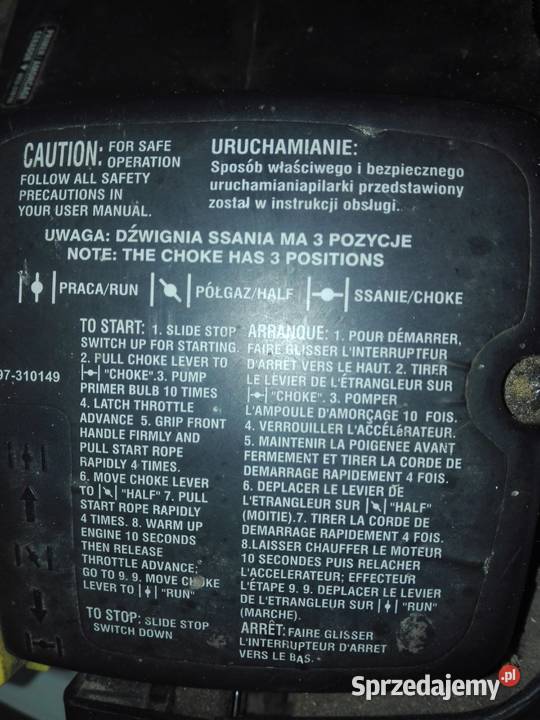 CAUTION: FOR SAFE OPERATION
FOLLOW ALL SAFETY
PRECAUTIONS IN
YOUR USER MANUAL.
URUCHAMIANIE:
Sposób właściwego i bezpiecznego
uruchamianiapilarki przedstawiony
został w instrukcji obsługi.
UWAGA: DŹWIGNIA SSANIA MA 3 POZYCJE
NOTE: THE CHOKE HAS 3 POSITIONS
PRACA/RUN PÓŁGAZ/HALF SSANIE/CHOKE
97-310149
TO START: 1. SLIDE STOP
SWITCH UP FOR STARTING.
2. PULL CHOKE LEVER TO
"CHOKE".3. PUMP
PRIMER BULB 10 TIMES
4. LATCH THROTTLE
ADVANCE 5. GRIP FRONT
HANDLE FIRMLY AND
PULL START ROPE
RAPIDLY 4 TIMES.
6. MOVE CHOKE LEVER
TO "HALF" 7. PULL
START ROPE RAPIDLY
4 TIMES. 8. WARM UP
ENGINE 10 SECONDS
THEN RELEASE
THROTTLE ADVANCE;
GO TO 9. 9. MOVE CHOKE
LEVER TO "RUN"
TO STOP: SLIDE STOP
SWITCH DOWN
ARRANQUE: 1. POUR DÉMARRER,
FAIRE GLISSER L'INTERRUPTEUR
D'ARRÊT VERS LE HAUT. 2. TIRER
LE LEVIER DE L'ÉTRANGLEUR SUR
"CHOKE". 3. POMPER
L'AMPOULE D'AMORÇAGE 10 FOIS.
4. VERROUILLER L'ACCÉLéRATEUR.
5. MAINTENIR LA POIGENEE AVANT
FERMEMENT ET TIRER LA CORDE DE
DEMARRAGE RAPIDEMENT 4 FOIS.
6. DEPLACER LE LEVIER DE
L'ETRANGLEUR SUR "HALF"
(MOITIE).7. TIRER LA CORDE DE
DEMARRAGE RAPIDEMENT 4 FOIS.
8.LAISSER CHAUFFER LE MOTEUR
10 SECONDES PUIS RELACHER
L'ACCELERATEUR; EFFECTEUR
L'ÉTAPE 9. 9. DEPLACER LE LEVIER
DE L'ETRANGLEUR SUR "RUN"
(MARCHE).
ARRÊT: FAIRE GLISSER
L'INTERRUPTEUR D'ARRET
VERS LE BAS.
Sprzedajemy.pl